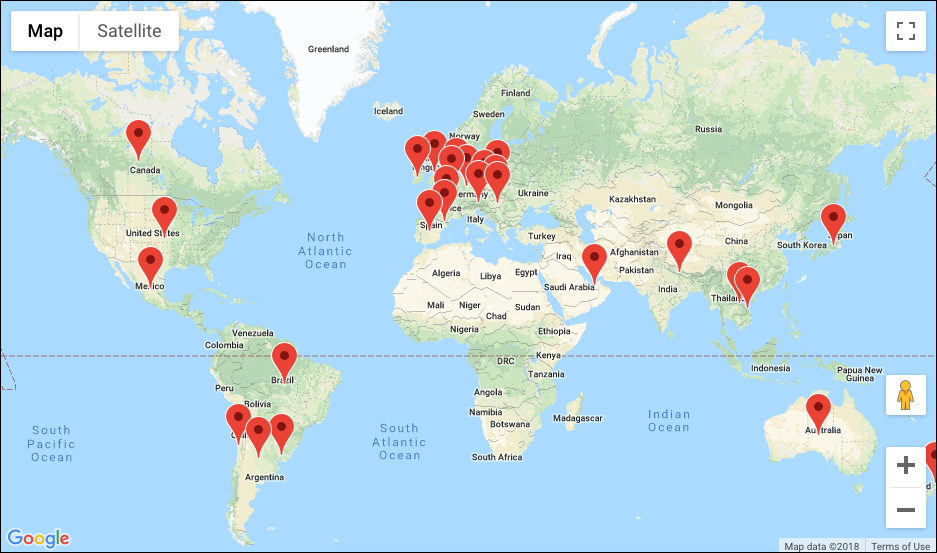 Map
Satellite
Greenland
Iceland
Finland
Sweden
Norway
Russia
Canada
Ukraine
Kazakhstan
Mongolia
United States
Spain
Italy
Turkey
China
South Korea
Japan
North
Atlantic
Ocean
Iraq
Afghanistan
Pakistan
Algeria
Libya
Egypt
Saudi Arabia
India
Mexico
Thailand
Mali
Niger
Chad
Sudan
Nigeria
Ethiopia
Venezuela
Colombia
DRC
Kenya
Tanzania
Indonesia
Papua New
Guinea
Peru
Brazil
Bolivia
Angola
Namibia
Botswana
Madagascar
South
Pacific
Ocean
South
Atlantic
Ocean
Indian
Ocean
Australia
South Africa
Argentina
Google
Map data ©2018
Terms of Use